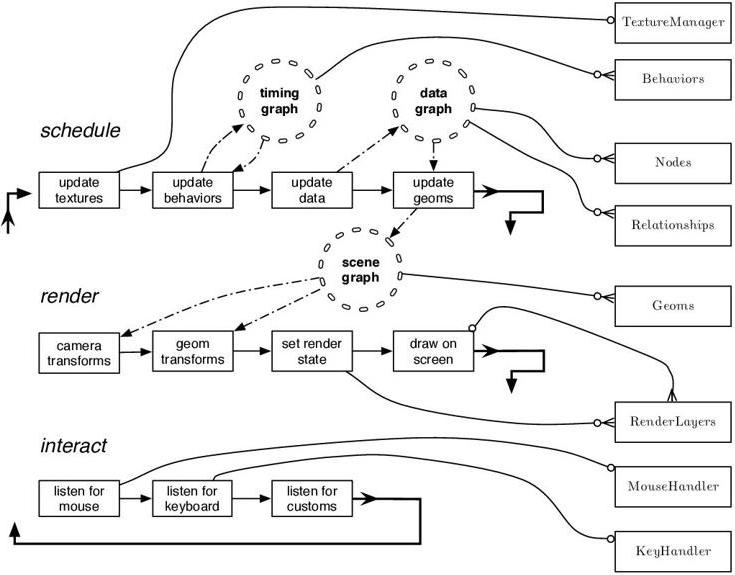 TextureManager
timing
graph
data
graph
Behaviors
schedule
Nodes
update
textures
update
behaviors
update
data
update
geoms
Relationships
scene
graph
render
Geoms
camera
transforms
geom
transforms
set render
state
draw on
screen
RenderLayers
interact
listen for
mouse
listen for
keyboard
listen for
customs
MouseHandler
KeyHandler